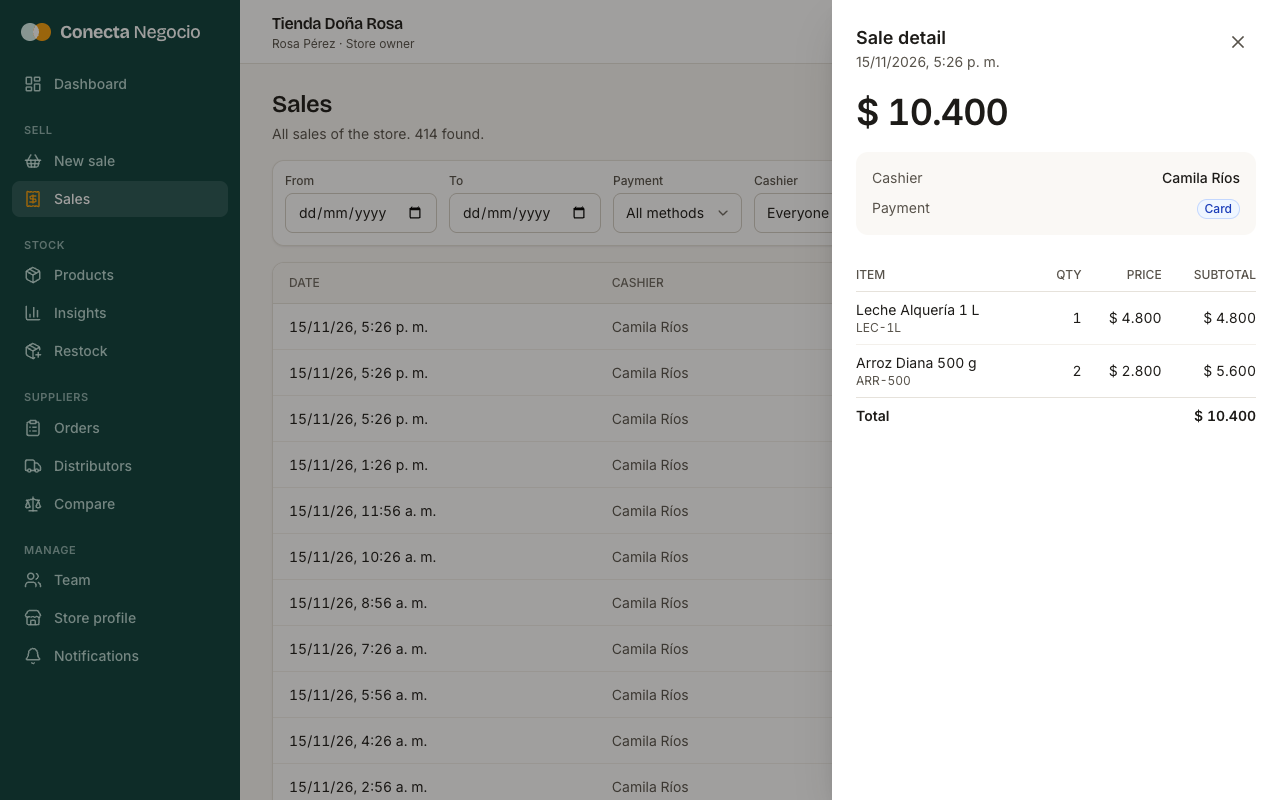 Conecta Negocio
Dashboard
SELL
New sale
Sales
STOCK
Products
Insights
Restock
SUPPLIERS
Orders
Distributors
Compare
MANAGE
Team
Store profile
Notifications
Tienda Doña Rosa
Rosa Pérez · Store owner
Sales
All sales of the store. 414 found.
From To Payment Cashier
dd/mm/yyyy dd/mm/yyyy All methods Everyone
DATE CASHIER
15/11/26, 5:26 p. m. Camila Ríos
15/11/26, 5:26 p. m. Camila Ríos
15/11/26, 5:26 p. m. Camila Ríos
15/11/26, 1:26 p. m. Camila Ríos
15/11/26, 11:56 a. m. Camila Ríos
15/11/26, 10:26 a. m. Camila Ríos
15/11/26, 8:56 a. m. Camila Ríos
15/11/26, 7:26 a. m. Camila Ríos
15/11/26, 5:56 a. m. Camila Ríos
15/11/26, 4:26 a. m. Camila Ríos
15/11/26, 2:56 a. m. Camila Ríos
Sale detail
15/11/2026, 5:26 p. m.
$ 10.400
Cashier Camila Ríos
Payment Card
ITEM QTY PRICE SUBTOTAL
Leche Alquería 1 L 1 $ 4.800 $ 4.800
LEC-1L
Arroz Diana 500 g 2 $ 2.800 $ 5.600
ARR-500
Total $ 10.400